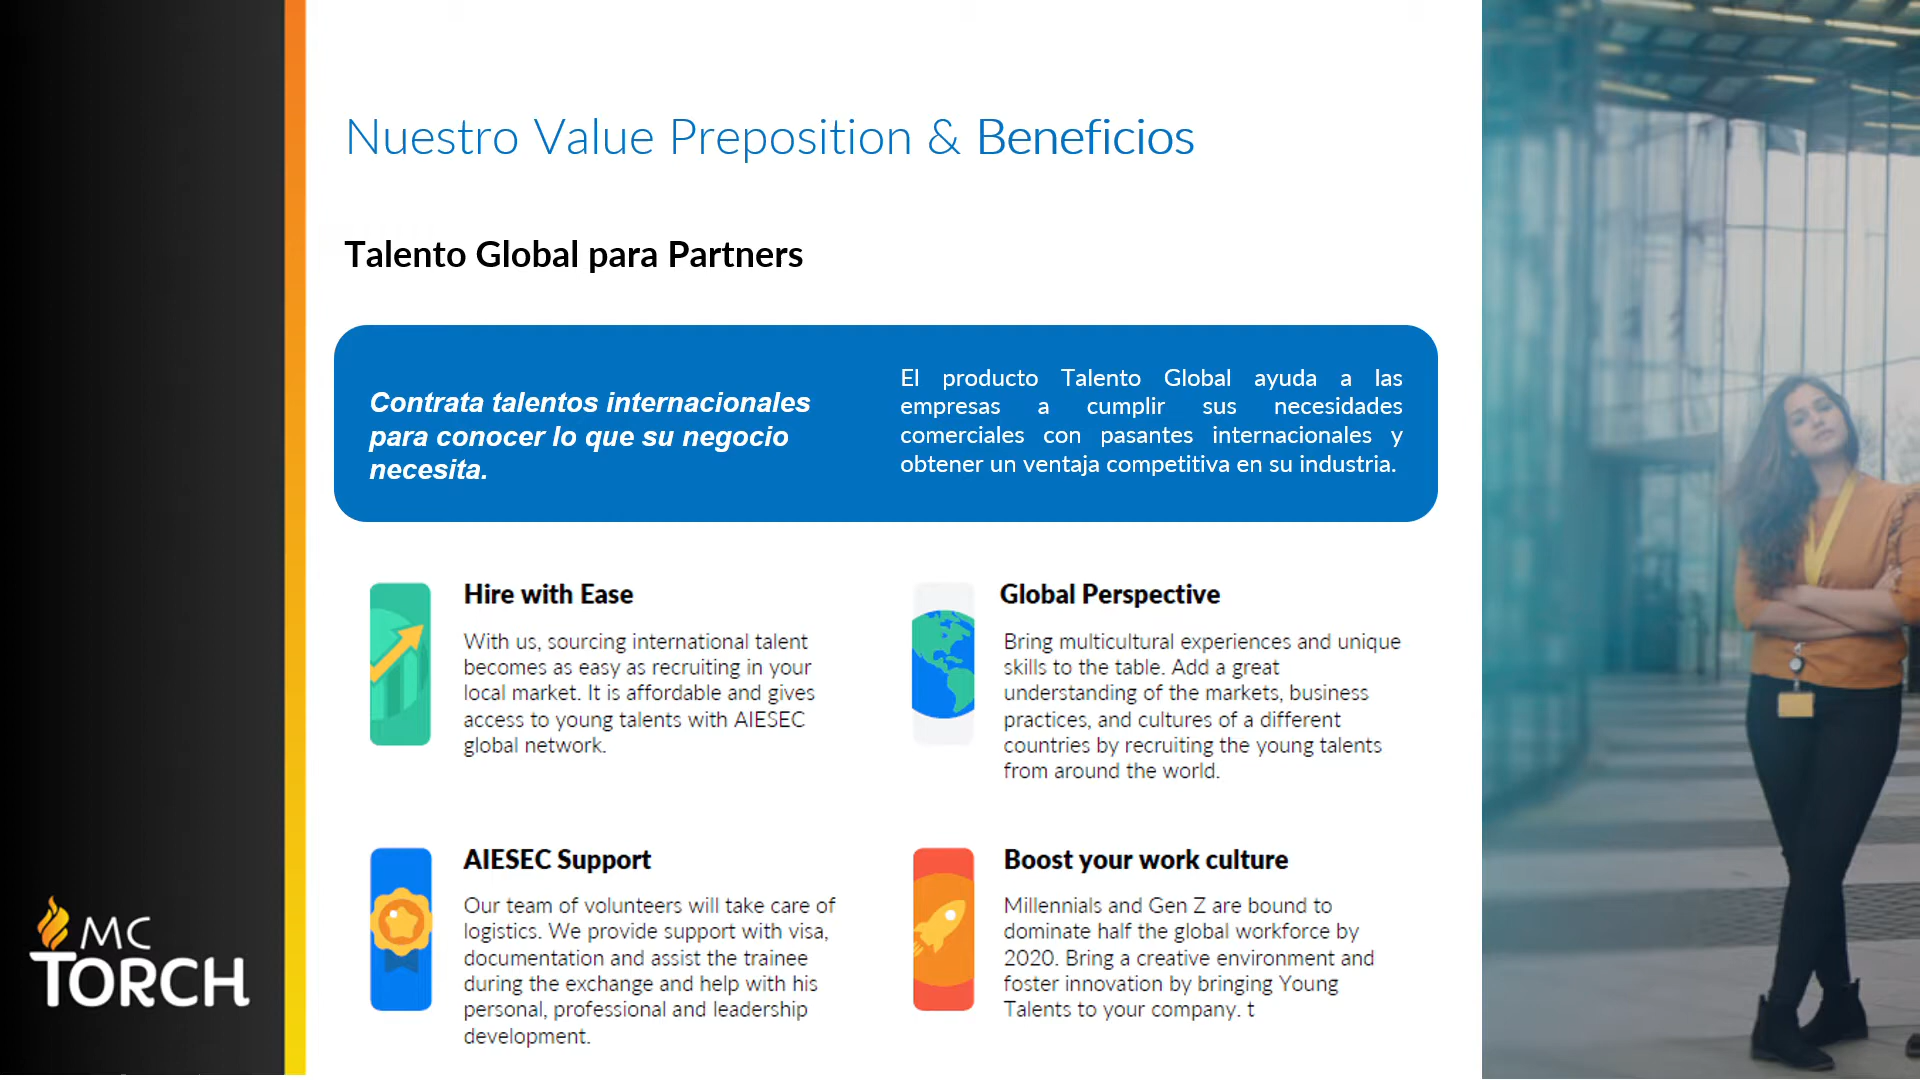 Nuestro Value Preposition & Beneficios
Talento Global para Partners
Contrata talentos internacionales
para conocer lo que su negocio
necesita.
El producto Talento Global ayuda a las
empresas a cumplir sus necesidades
comerciales con pasantes internacionales y
obtener un ventaja competitiva en su industria.
Hire with Ease
With us, sourcing international talent
becomes as easy as recruiting in your
local market. It is affordable and gives
access to young talents with AIESEC
global network.
Global Perspective
Bring multicultural experiences and unique
skills to the table. Add a great
understanding of the markets, business
practices, and cultures of a different
countries by recruiting the young talents
from around the world.
AIESEC Support
Our team of volunteers will take care of
logistics. We provide support with visa,
documentation and assist the trainee
during the exchange and help with his
personal, professional and leadership
development.
Boost your work culture
Millennials and Gen Z are bound to
dominate half the global workforce by
2020. Bring a creative environment and
foster innovation by bringing Young
Talents to your company. t
MC
TORCH